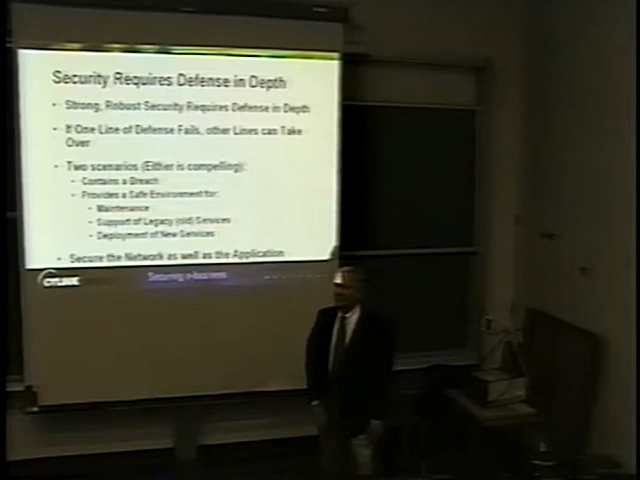 Security Requires Defense in Depth
• Strong, Robust Security Requires Defense in Depth
• If One Line of Defense Fails, other Lines can Take
Over
• Two scenarios (Either is compelling):
• Contains a Breach
• Provides a Safe Environment for:
• Maintenance
• Support of Legacy (old) Services
• Deployment of New Services
• Secure the Network as well as the Application
CYLINK
Securing e-business